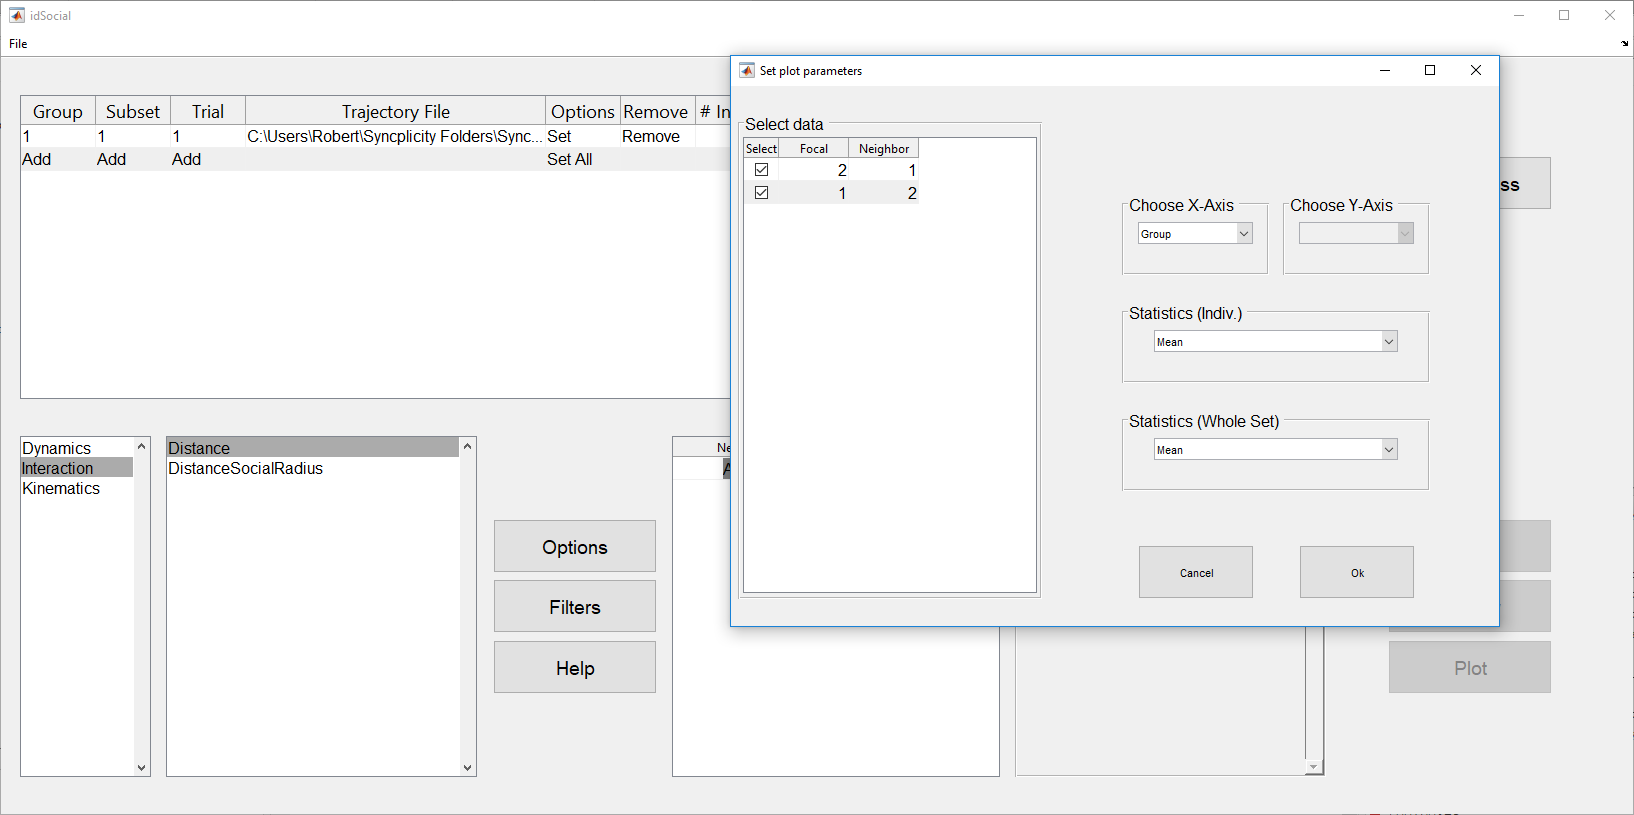 idSocial
File
Set plot parameters
Group Subset Trial Trajectory File Options Remove # In
1 1 1 C:\Users\Robert\Syncplicity Folders\Sync... Set Remove
Add Add Add Set All
Select data
Select Focal Neighbor
2 1
1 2
ss
Choose X-Axis Choose Y-Axis
Group
Statistics (Indiv.)
Mean
Statistics (Whole Set)
Mean
Cancel Ok
Dynamics
Interaction
Kinematics
Distance
DistanceSocialRadius
Ne
A
Options
Filters
Help
Plot